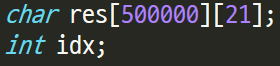 char res[500000][21];
int idx;